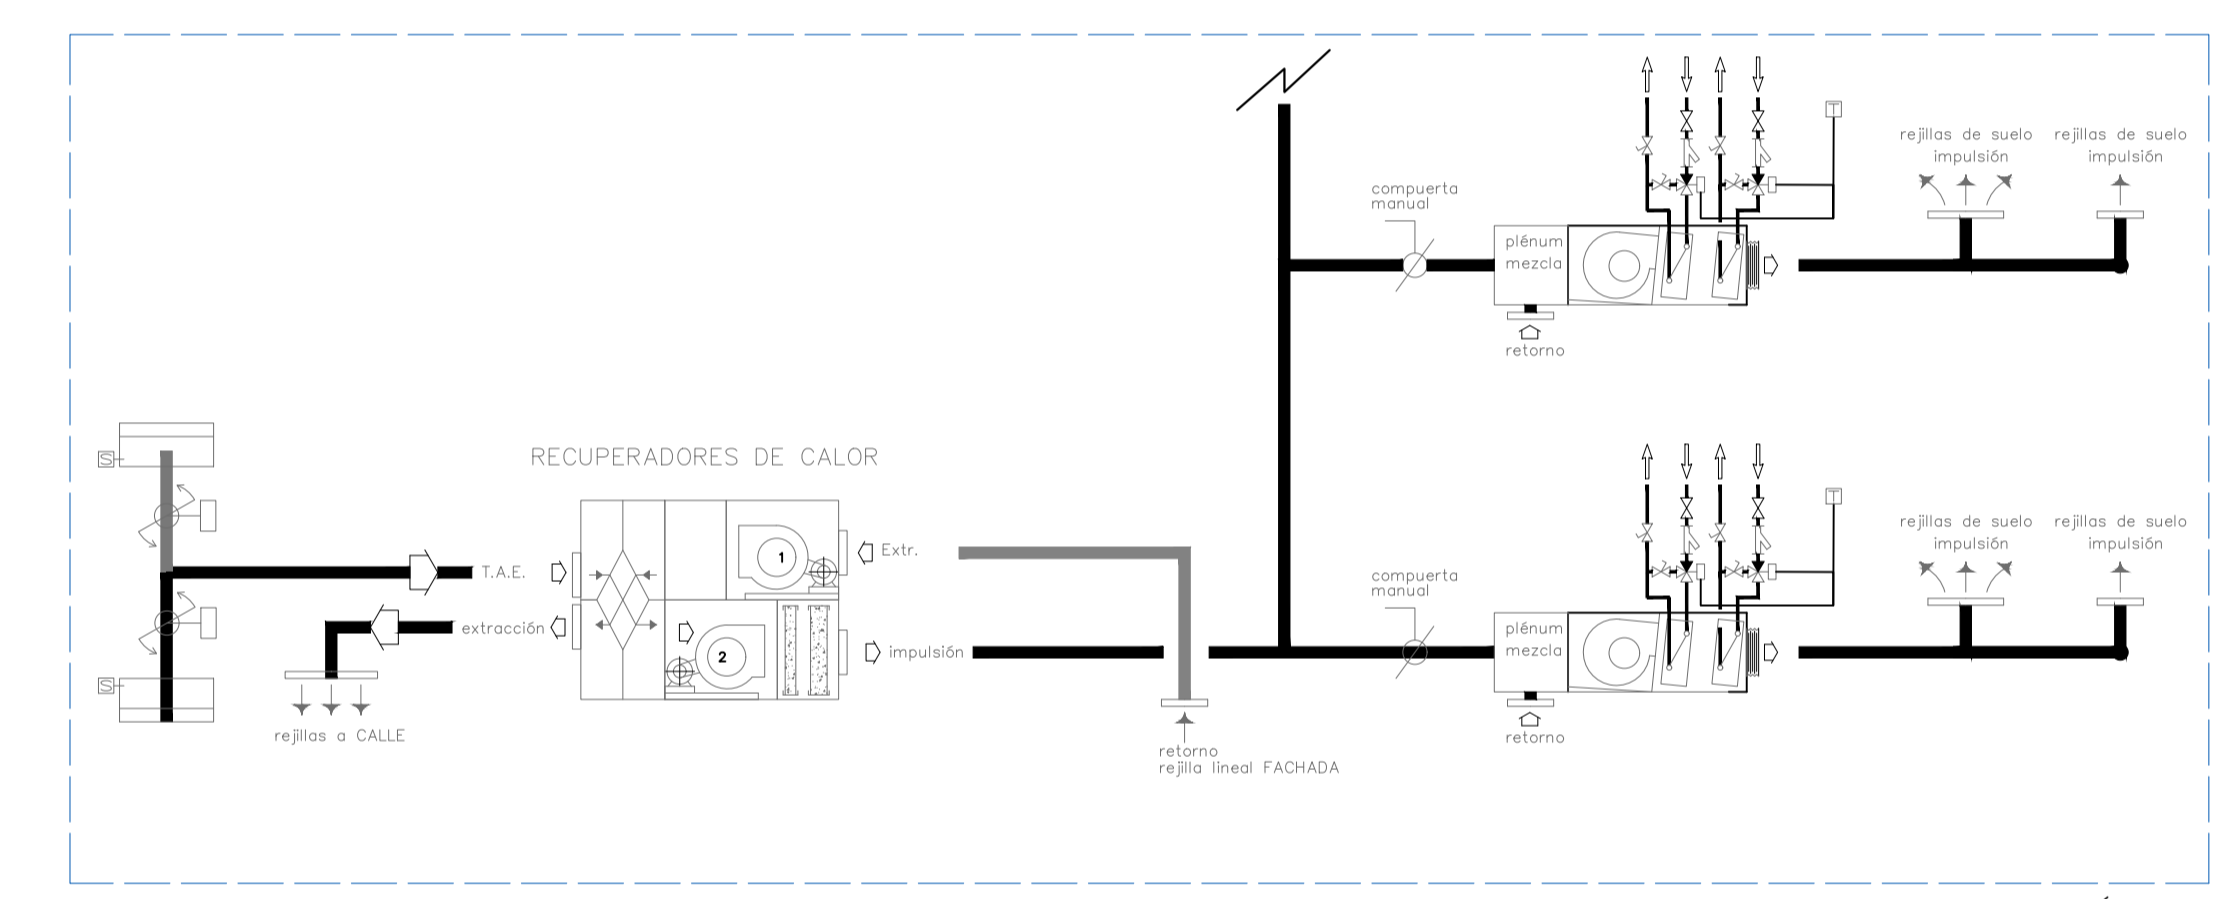 T
rejillas de suelo
impulsión
rejillas de suelo
impulsión
compuerta
manual
plénum
mezcla
retorno
S
RECUPERADORES DE CALOR
T
rejillas de suelo
impulsión
rejillas de suelo
impulsión
1
Extr.
T.A.E.
compuerta
manual
extracción
plénum
mezcla
2
impulsión
S
rejillas a CALLE
retorno
retorno
rejilla lineal FACHADA